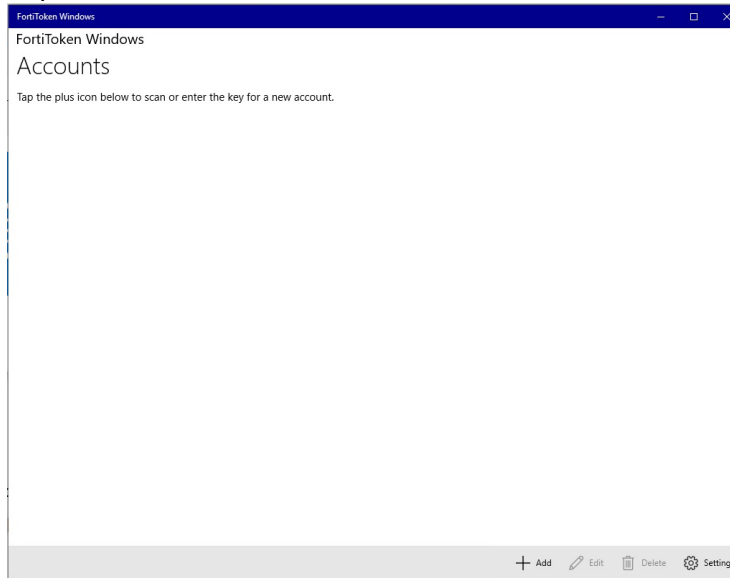 FortiToken Windows
FortiToken Windows
Accounts
Tap the plus icon below to scan or enter the key for a new account.
Add Edit Delete Setting